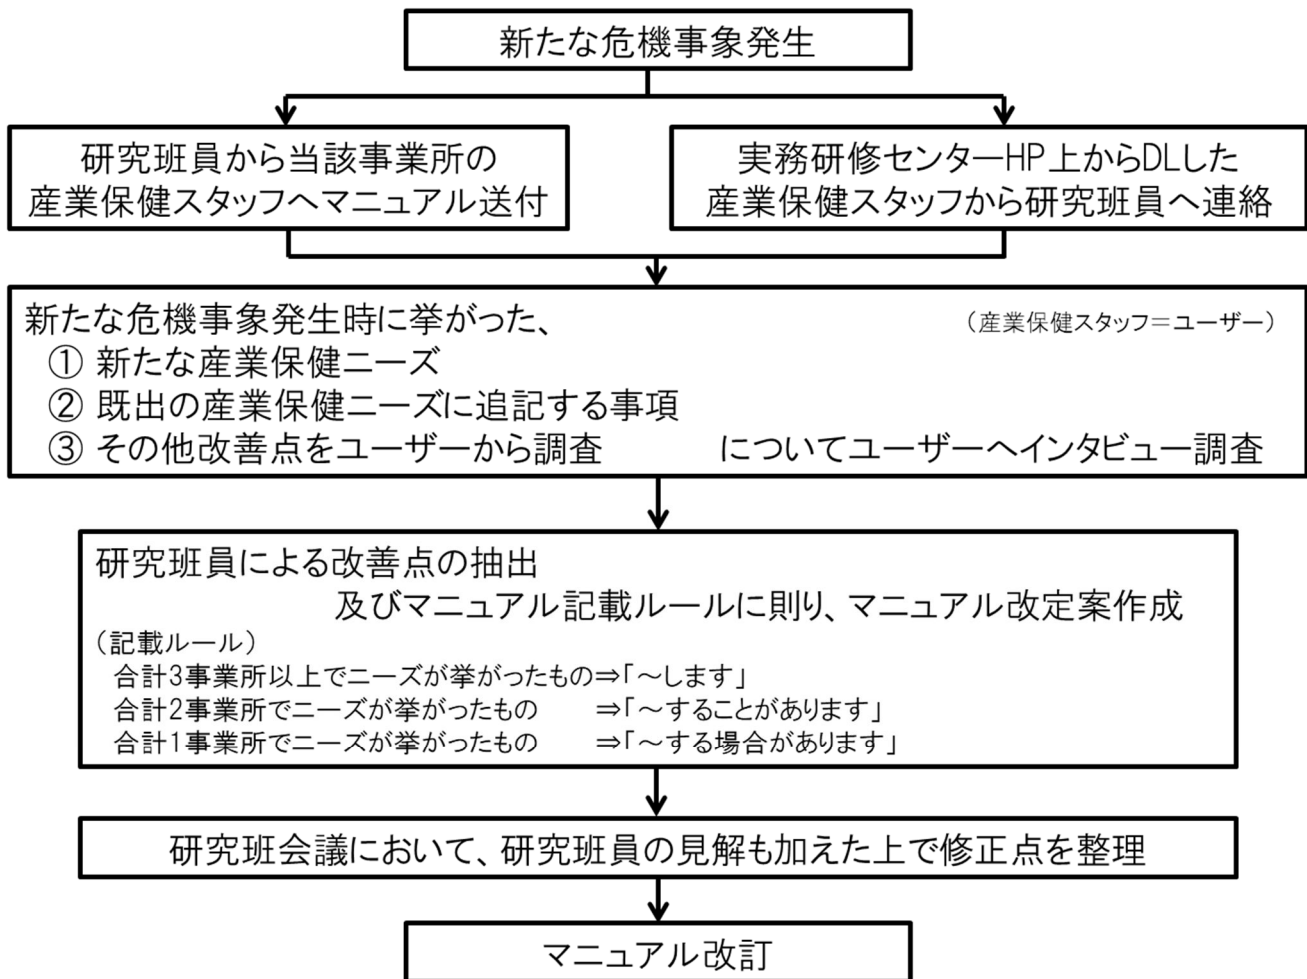 新たな危機事象発生
研究班員から当該事業所の
産業保健スタッフへマニュアル送付
実務研修センターHP上からDLした
産業保健スタッフから研究班員へ連絡
新たな危機事象発生時に挙がった、
（産業保健スタッフ＝ユーザー）
① 新たな産業保健ニーズ
② 既出の産業保健ニーズに追記する事項
③ その他改善点をユーザーから調査 についてユーザーへインタビュー調査
研究班員による改善点の抽出
及びマニュアル記載ルールに則り、マニュアル改定案作成
（記載ルール）
合計3事業所以上でニーズが挙がったもの⇒「～します」
合計2事業所でニーズが挙がったもの ⇒「～することがあります」
合計1事業所でニーズが挙がったもの ⇒「～する場合があります」
研究班会議において、研究班員の見解も加えた上で修正点を整理
マニュアル改訂